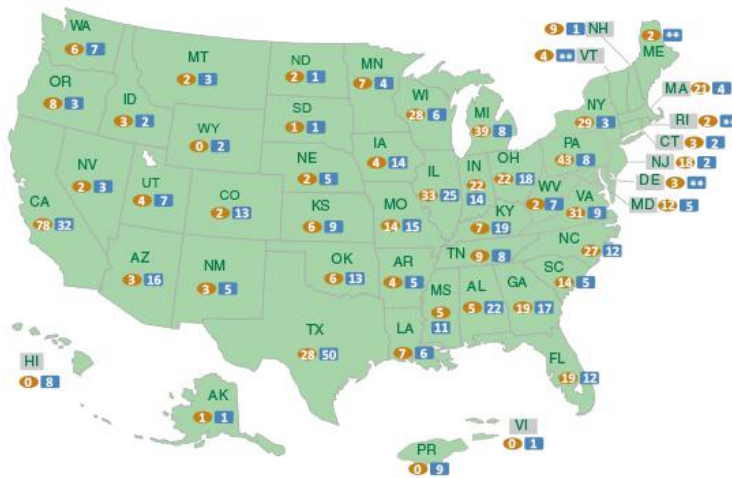 WA
6 7
OR
8 3
CA
78 32
NV
2 3
ID
3 2
MT
2 3
WY
0 2
UT
4 7
AZ
3 16
CO
2 13
NM
3 5
ND
2 1
SD
1 1
NE
2 5
KS
6 9
OK
6 13
TX
28 50
MN
7 4
IA
4 14
MO
14 15
AR
4 5
LA
7 6
WI
28 6
IL
33 25
MI
39 8
IN
22
14
OH
22 18
KY
7 19
TN 9 8
MS
5
11
AL
5 22
GA
19 17
FL
19 12
SC
14 5
NC
27 12
VA
31 9
WV
2 7
PA
43 8
NY
29 3
9 1 NH
4 ** VT
2 **
ME
MA 21 4
RI 2
CT 3 2
NJ 2
DE 3 **
MD 12 5
HI
0 8
AK
1 1
PR
0 9
VI
0 1